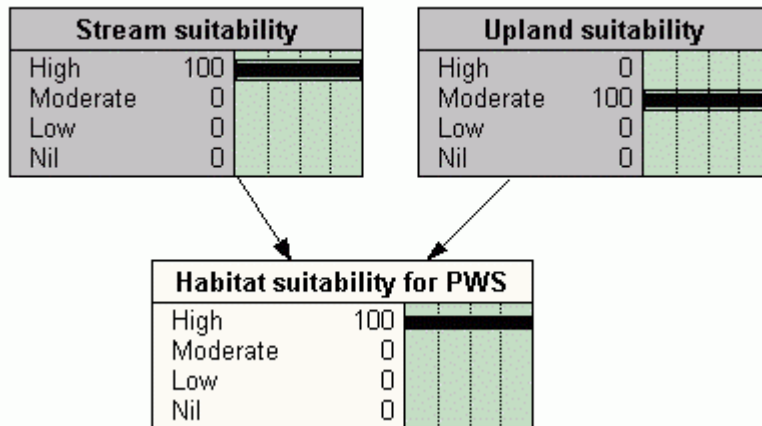 Stream suitability
High 100
Moderate 0
Low 0
Nil 0
Upland suitability
High 0
Moderate 100
Low 0
Nil 0
Habitat suitability for PWS
High 100
Moderate 0
Low 0
Nil 0